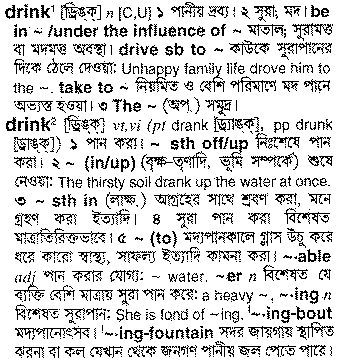 drink¹ [ড্রিঙ্ক্] n [C,U] ১ পানীয় দ্রব্য। ২ সুরা; মদ। be
in ~ /under the influence of ~ মাতাল; সুরামত্ত
বা মদমত্ত অবস্থা। drive sb to ~ কাউকে সুরাপানের
দিকে ঠেলে দেওয়া: Unhappy family life drove him to
the ~. take to ~ নিয়মিত ও বেশি পরিমাণে মদ পানে
অভ্যস্ত হওয়া। ৩ The ~ (অপ.) সমুদ্র।
drink² [ড্রিঙ্ক্] vt,vi (pt drank [ড্র্যাঙ্ক্], pp drunk
[ড্রাঙ্ক্]) ১ পান করা। ~ sth off/up নিঃশেষে পান
করা। ২ ~ (in/up) (বৃক্ষ-তৃণাদি, ভূমি সম্পর্কে) শুষে
নেওয়া: The thirsty soil drank up the water at once.
৩ ~ sth in (লাক্ষ.) আগ্রহের সাথে শ্রবণ করা, মনে
গ্রহণ করা ইত্যাদি। ৪ সুরা পান করা বিশেষত
মাত্রাতিরিক্তভাবে। ৫ ~ (to) মদ্যপানকালে গ্লাস উঁচু করে
ধরে কারো স্বাস্থ্য, সাফল্য ইত্যাদি কামনা করা। ~·able
adj পান করার যোগ্য: ~ water. ~er n বিশেষত যে
ব্যক্তি বেশি মাত্রায় সুরা পান করে: a heavy ~, ~·ing n
বিশেষত সুরাপান: She is fond of ~ing. ˈ~·ing-bout
মদ্যপানোৎসব। ˈ~·ing-fountain সদর জায়গায় স্থাপিত
ঝরনা বা কল যেখান থেকে জনগণ পানীয় জল পেতে পারে।